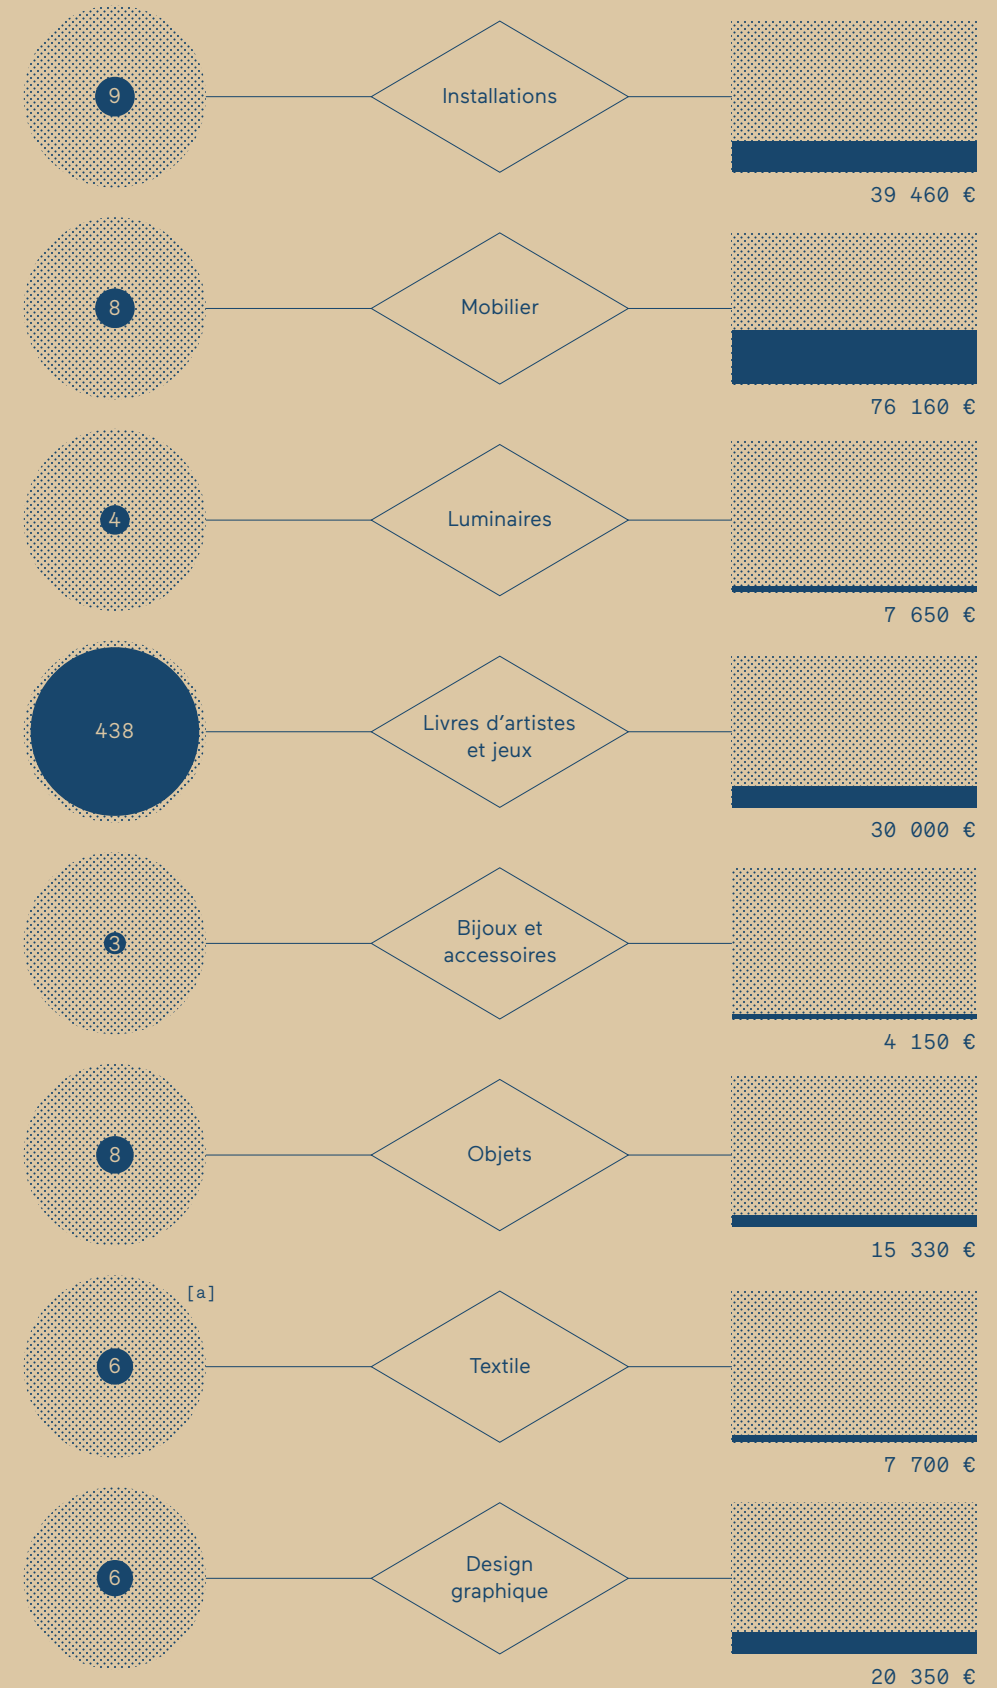 9
Installations
39 460 €
8
Mobilier
76 160 €
4
Luminaires
7 650 €
438
Livres d’artistes
et jeux
30 000 €
3
Bijoux et
accessoires
4 150 €
8
Objets
15 330 €
[a]
6
Textile
7 700 €
6
Design
graphique
20 350 €